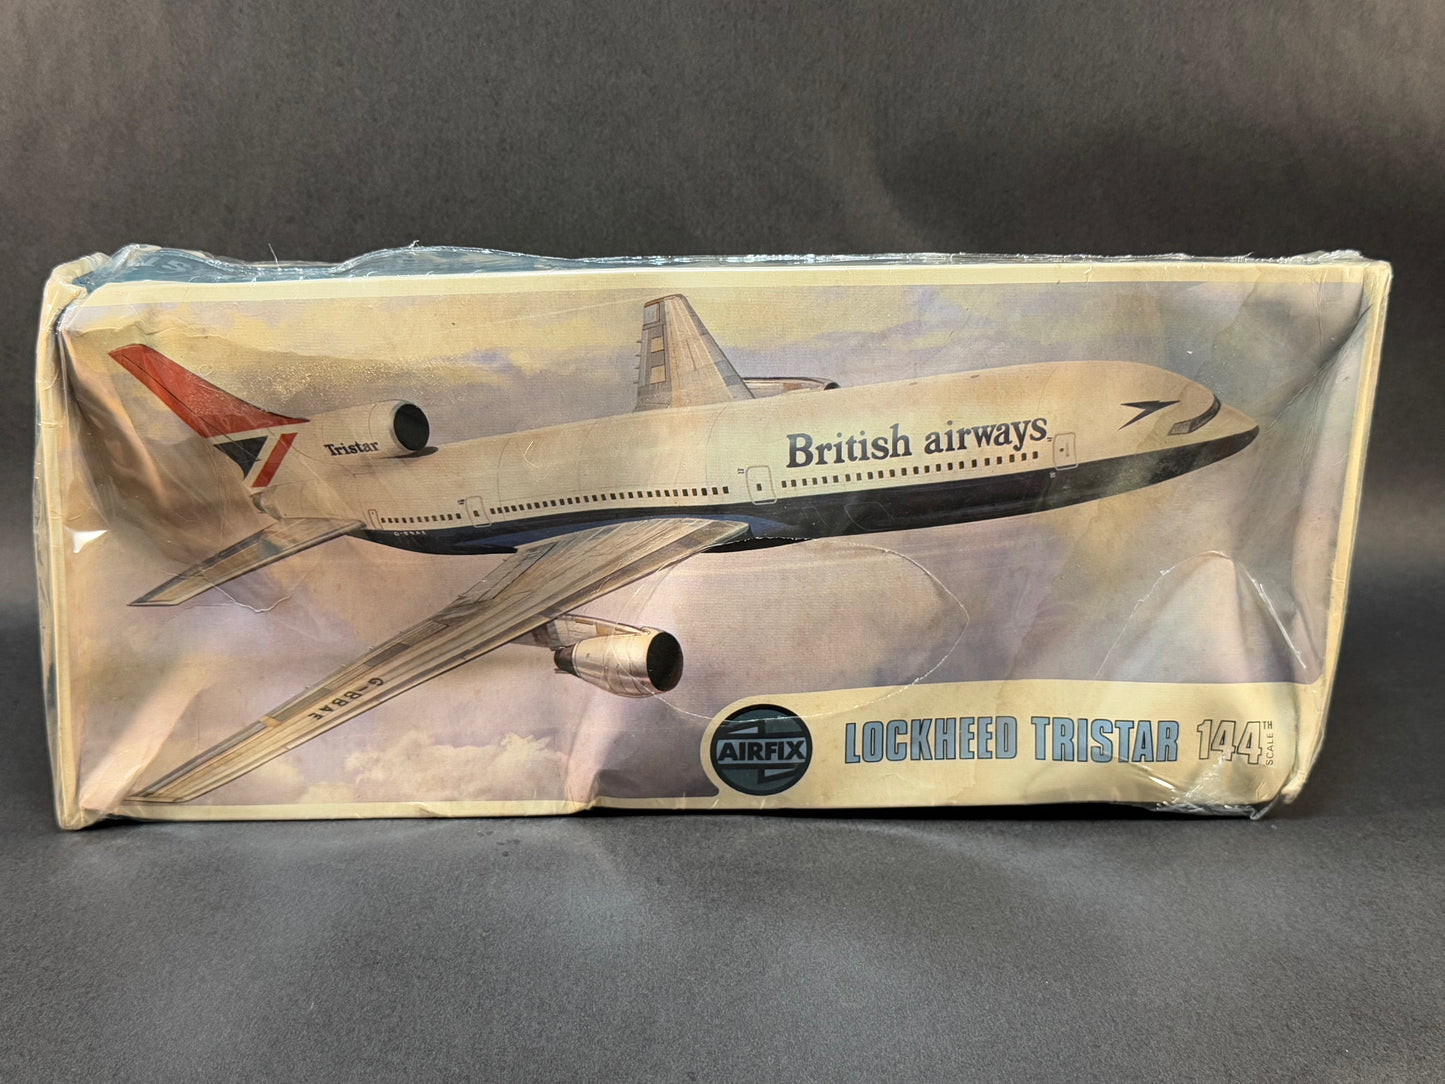 Tristar
British airways
G-BBAE
AIRFIX
LOCKHEED TRISTAR 144TH
SCALE